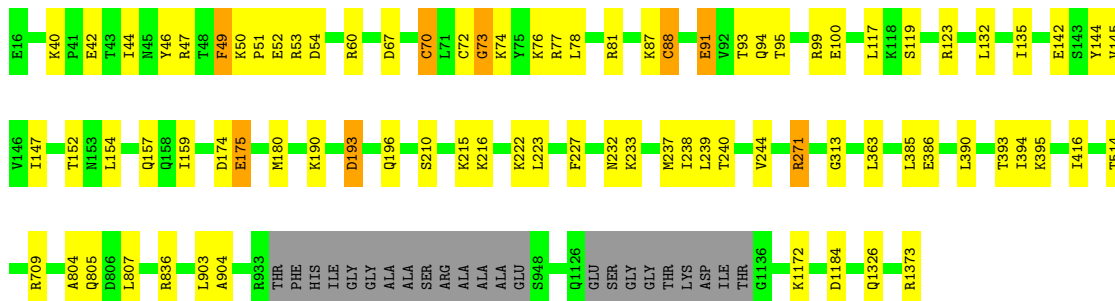 E16 K40 P41 E42 T43 I44 N45 Y46 R47 T48 F49 K50 P51 E52 R53 D54 R60 D67 C70 L71 C72 G73 K74 Y75 K76 R77 L78 R81 K87 C88 E91 V92 T93 Q94 T95 R99 E100 L117 K118 S119 R123 L132 I135 E142 S143 Y144 V145
V146 I147 T152 N153 L154 Q157 Q158 I159 D174 E175 M180 K190 D193 Q196 S210 K215 K216 K222 L223 F227 N232 K233 M237 I238 L239 T240 V244 R271 G313 L363 L385 E386 L390 T393 I394 K395 I416 T514
R709 A804 Q805 D806 L807 R836 L903 A904 R933 THR PHE HIS ILE GLY GLY ALA ALA SER ARG ALA ALA ALA GLU S948 Q1126 GLU SER GLY GLY THR LYS ASP ILE THR G1136 K1172 D1184 Q1326 R1373